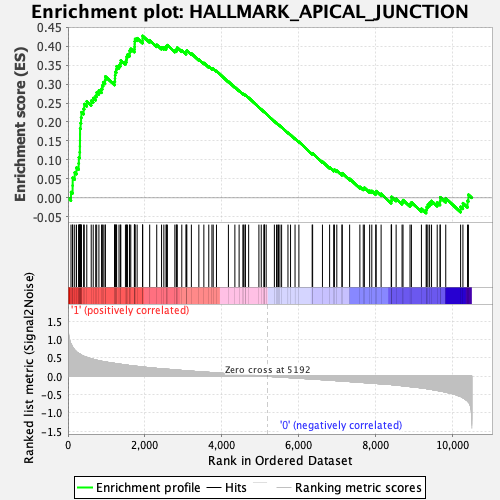 Enrichment plot: HALLMARK_APICAL_JUNCTION
Enrichment score (ES)
0.45
0.40
0.35
0.30
0.25
0.20
0.15
0.10
0.05
0.00
-0.05
'1' (positively correlated)
Ranked list metric (Signal2Noise)
1.5
1.0
0.5
0.0
-0.5
-1.0
-1.5
Zero cross at 5192
'0' (negatively correlated)
0
2,000
4,000
6,000
8,000
10,000
Rank in Ordered Dataset
Enrichment profile
Hits
Ranking metric scores